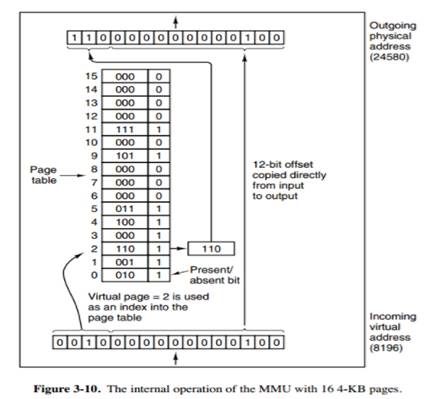 1 1 0 0 0 0 0 0 0 0 0 0 1 0 0
Outgoing
physical
address
(24580)
15 000 0
14 000 0
13 000 0
12 000 0
11 111 1
10 000 0
9 101 1
8 000 0
7 000 0
6 000 0
5 011 1
4 100 1
3 000 1
2 110 1
1 001 1
0 010 1
Page
table
110
12-bit offset
copied directly
from input
to output
Present/
absent bit
Virtual page = 2 is used
as an index into the
page table
0 0 1 0 0 0 0 0 0 0 0 0 0 1 0 0
Incoming
virtual
address
(8196)
Figure 3-10. The internal operation of the MMU with 16 4-KB pages.